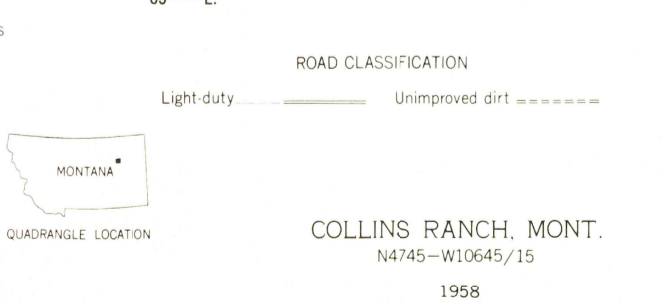 ROAD CLASSIFICATION
Light-duty Unimproved dirt
MONTANA
QUADRANGLE LOCATION
COLLINS RANCH, MONT.
N4745—W10645/15
1958